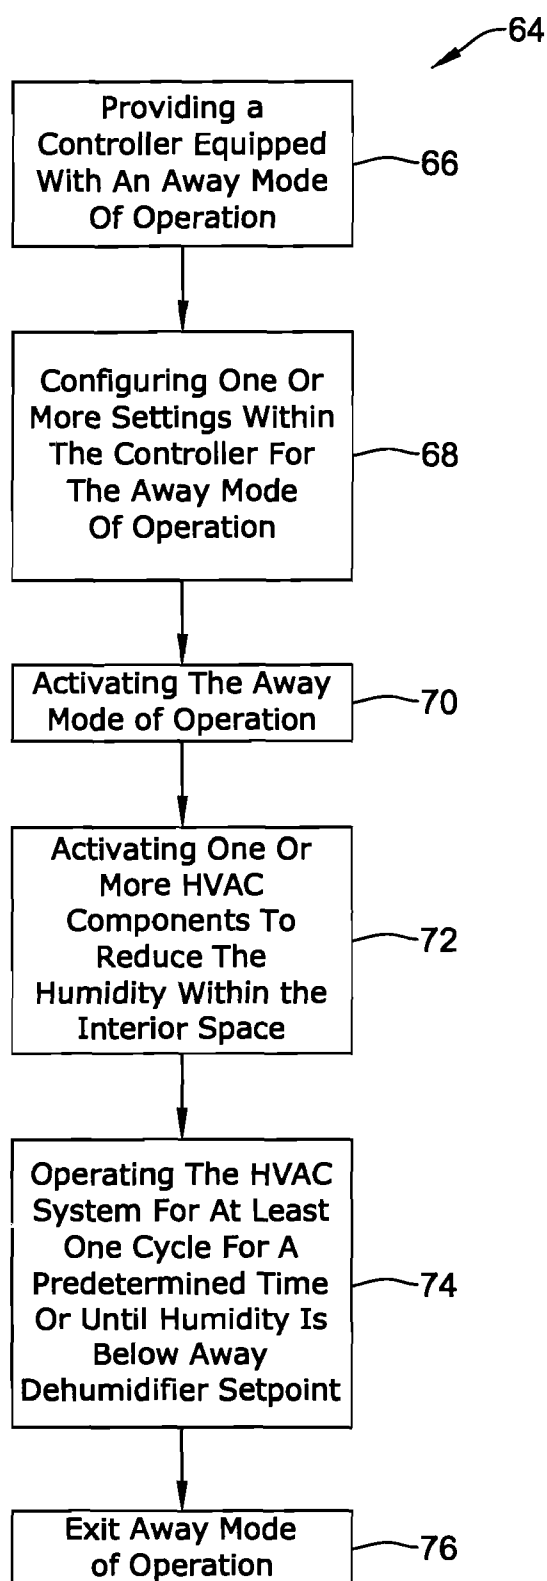 64
Providing a
Controller Equipped
With An Away Mode
Of Operation
66
Configuring One Or
More Settings Within
The Controller For
The Away Mode
Of Operation
68
Activating The Away
Mode of Operation
70
Activating One Or
More HVAC
Components To
Reduce The
Humidity Within the
Interior Space
72
Operating The HVAC
System For At Least
One Cycle For A
Predetermined Time
Or Until Humidity Is
Below Away
Dehumidifier Setpoint
74
Exit Away Mode
of Operation
76